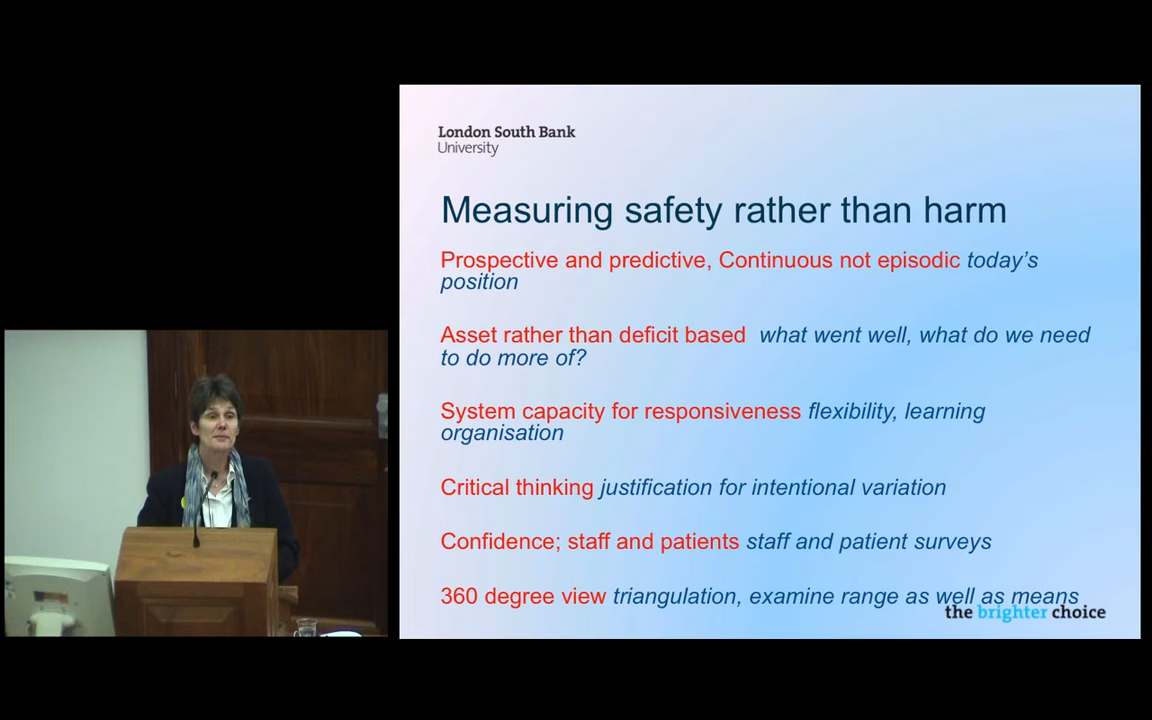 London South Bank
University
Measuring safety rather than harm
Prospective and predictive, Continuous not episodic today's
position
Asset rather than deficit based what went well, what do we need
to do more of?
System capacity for responsiveness flexibility, learning
organisation
Critical thinking justification for intentional variation
Confidence; staff and patients staff and patient surveys
360 degree view triangulation, examine range as well as means
the brighter choice